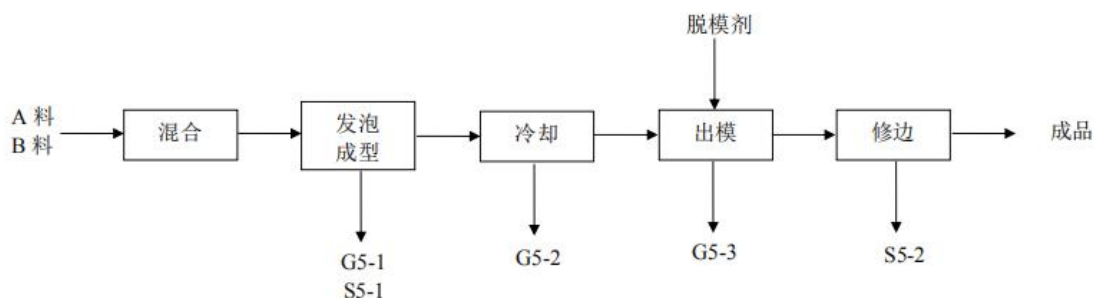 脱模剂
A 料
B 料
混合
发泡
成型
冷却
出模
修边
成品
G5-1
S5-1
G5-2
G5-3
S5-2